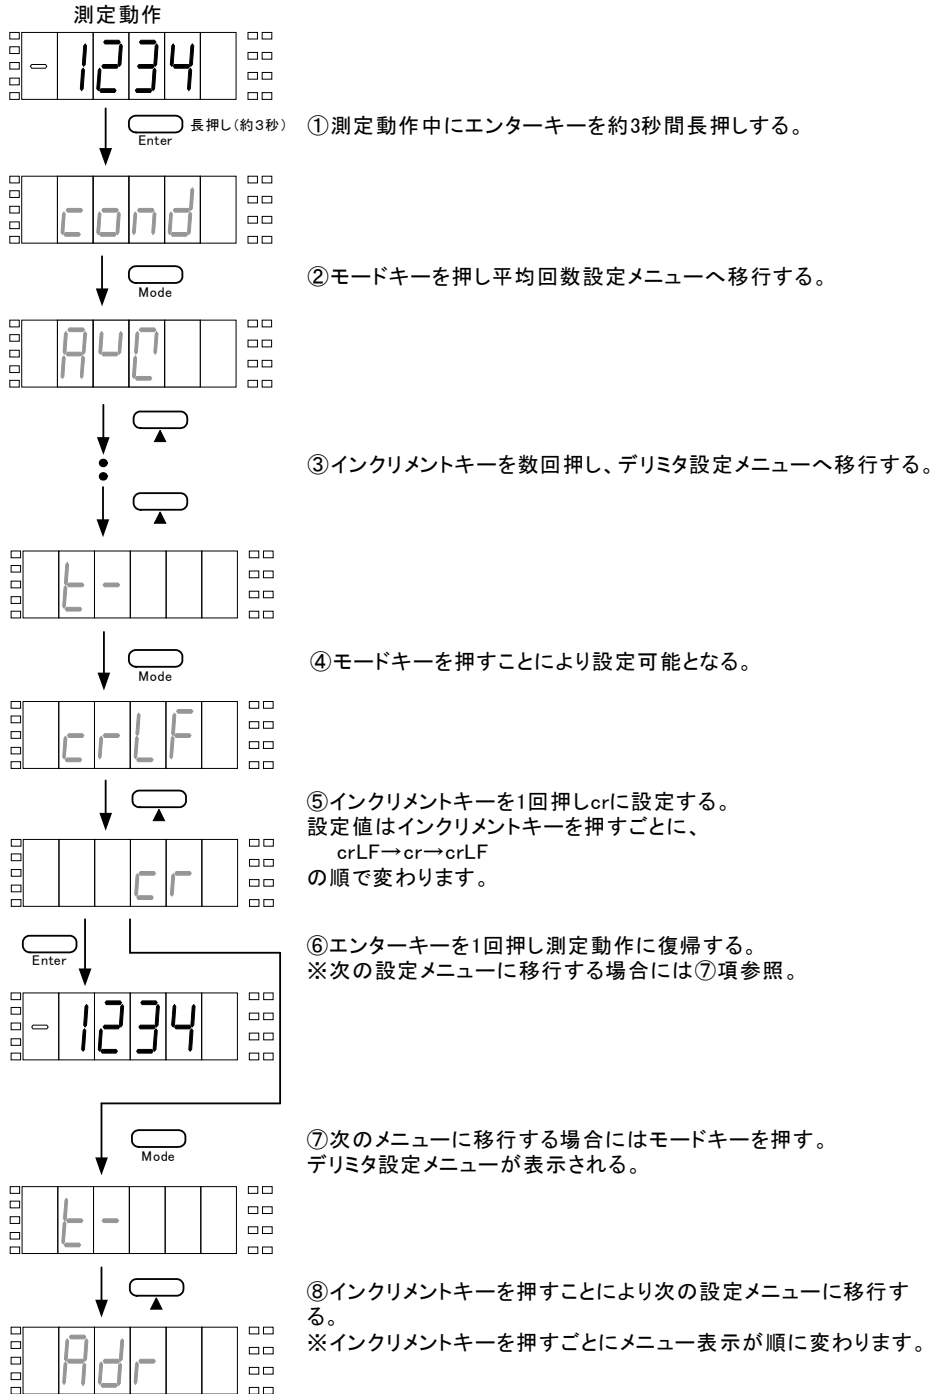 測定動作
- 1234
長押し（約3秒）
Enter
①測定動作中にエンターキーを約3秒間長押しする。
cond
Mode
②モードキーを押し平均回数設定メニューへ移行する。
AVG
▲
③インクリメントキーを数回押し、デリミタ設定メニューへ移行する。
▲
t-
Mode
④モードキーを押すことにより設定可能となる。
crLF
▲
⑤インクリメントキーを1回押しcrに設定する。
設定値はインクリメントキーを押すごとに、
crLF→cr→crLF
の順で変わります。
cr
Enter
⑥エンターキーを1回押し測定動作に復帰する。
※次の設定メニューに移行する場合には⑦項参照。
- 1234
Mode
⑦次のメニューに移行する場合にはモードキーを押す。
デリミタ設定メニューが表示される。
t-
▲
⑧インクリメントキーを押すことにより次の設定メニューに移行す
る。
※インクリメントキーを押すごとにメニュー表示が順に変わります。
Adr